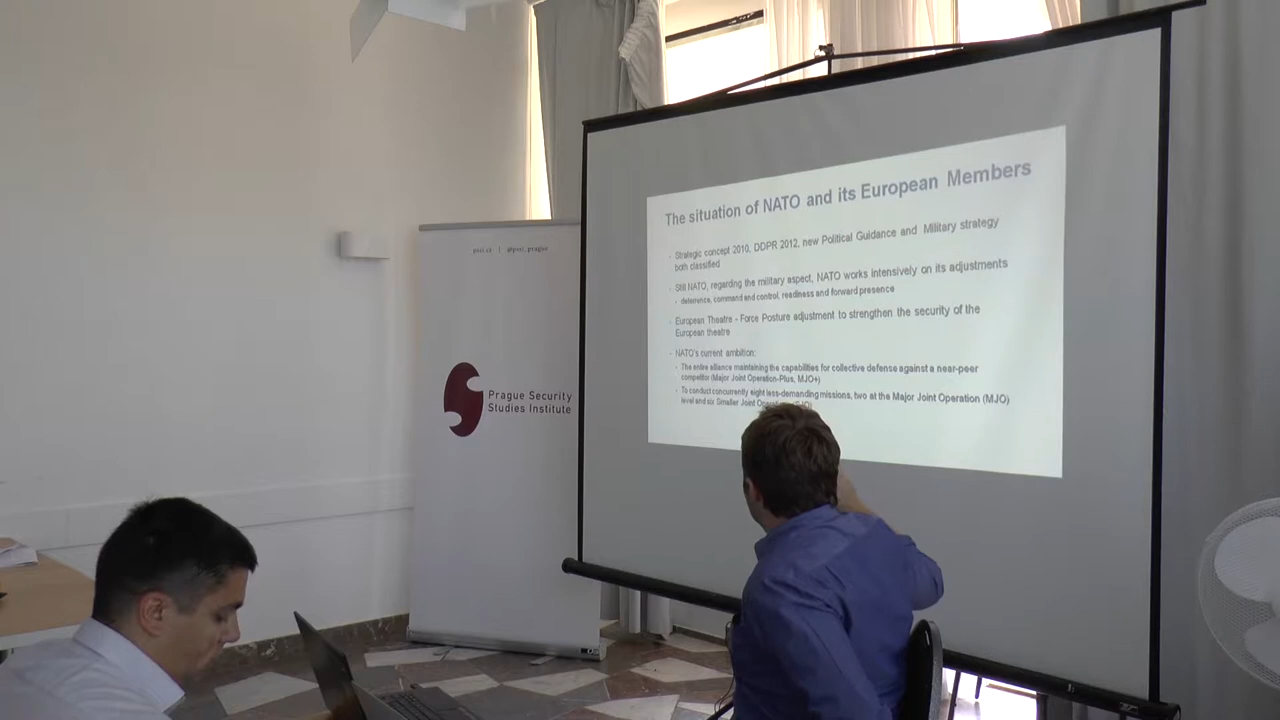 pssi.cz | @pssi_prague
Prague Security
Studies Institute
The situation of NATO and its European Members
Strategic concept 2010, DDPR 2012, new Political Guidance and Military strategy
both classified
Still NATO, regarding the military aspect, NATO works intensively on its adjustments
deterrence, command and control, readiness and forward presence
European Theatre - Force Posture adjustment to strengthen the security of the
European theatre
NATO's current ambition:
The entire alliance maintaining the capabilities for collective defense against a near-peer
competitor (Major Joint Operation-Plus, MJO+)
To conduct concurrently eight less-demanding missions, two at the Major Joint Operation (MJO)
level and six Smaller Joint